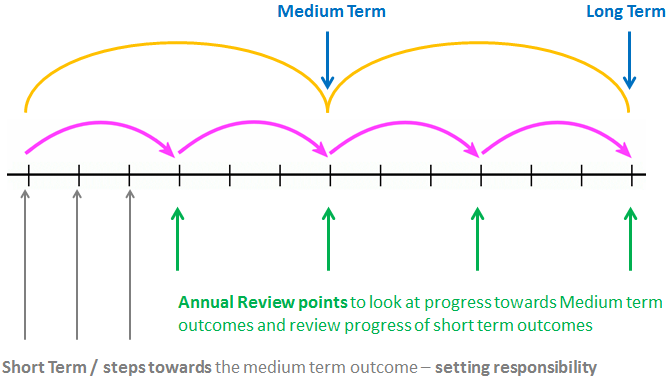 Medium Term
Long Term
Annual Review points to look at progress towards Medium term
outcomes and review progress of short term outcomes
Short Term / steps towards the medium term outcome – setting responsibility